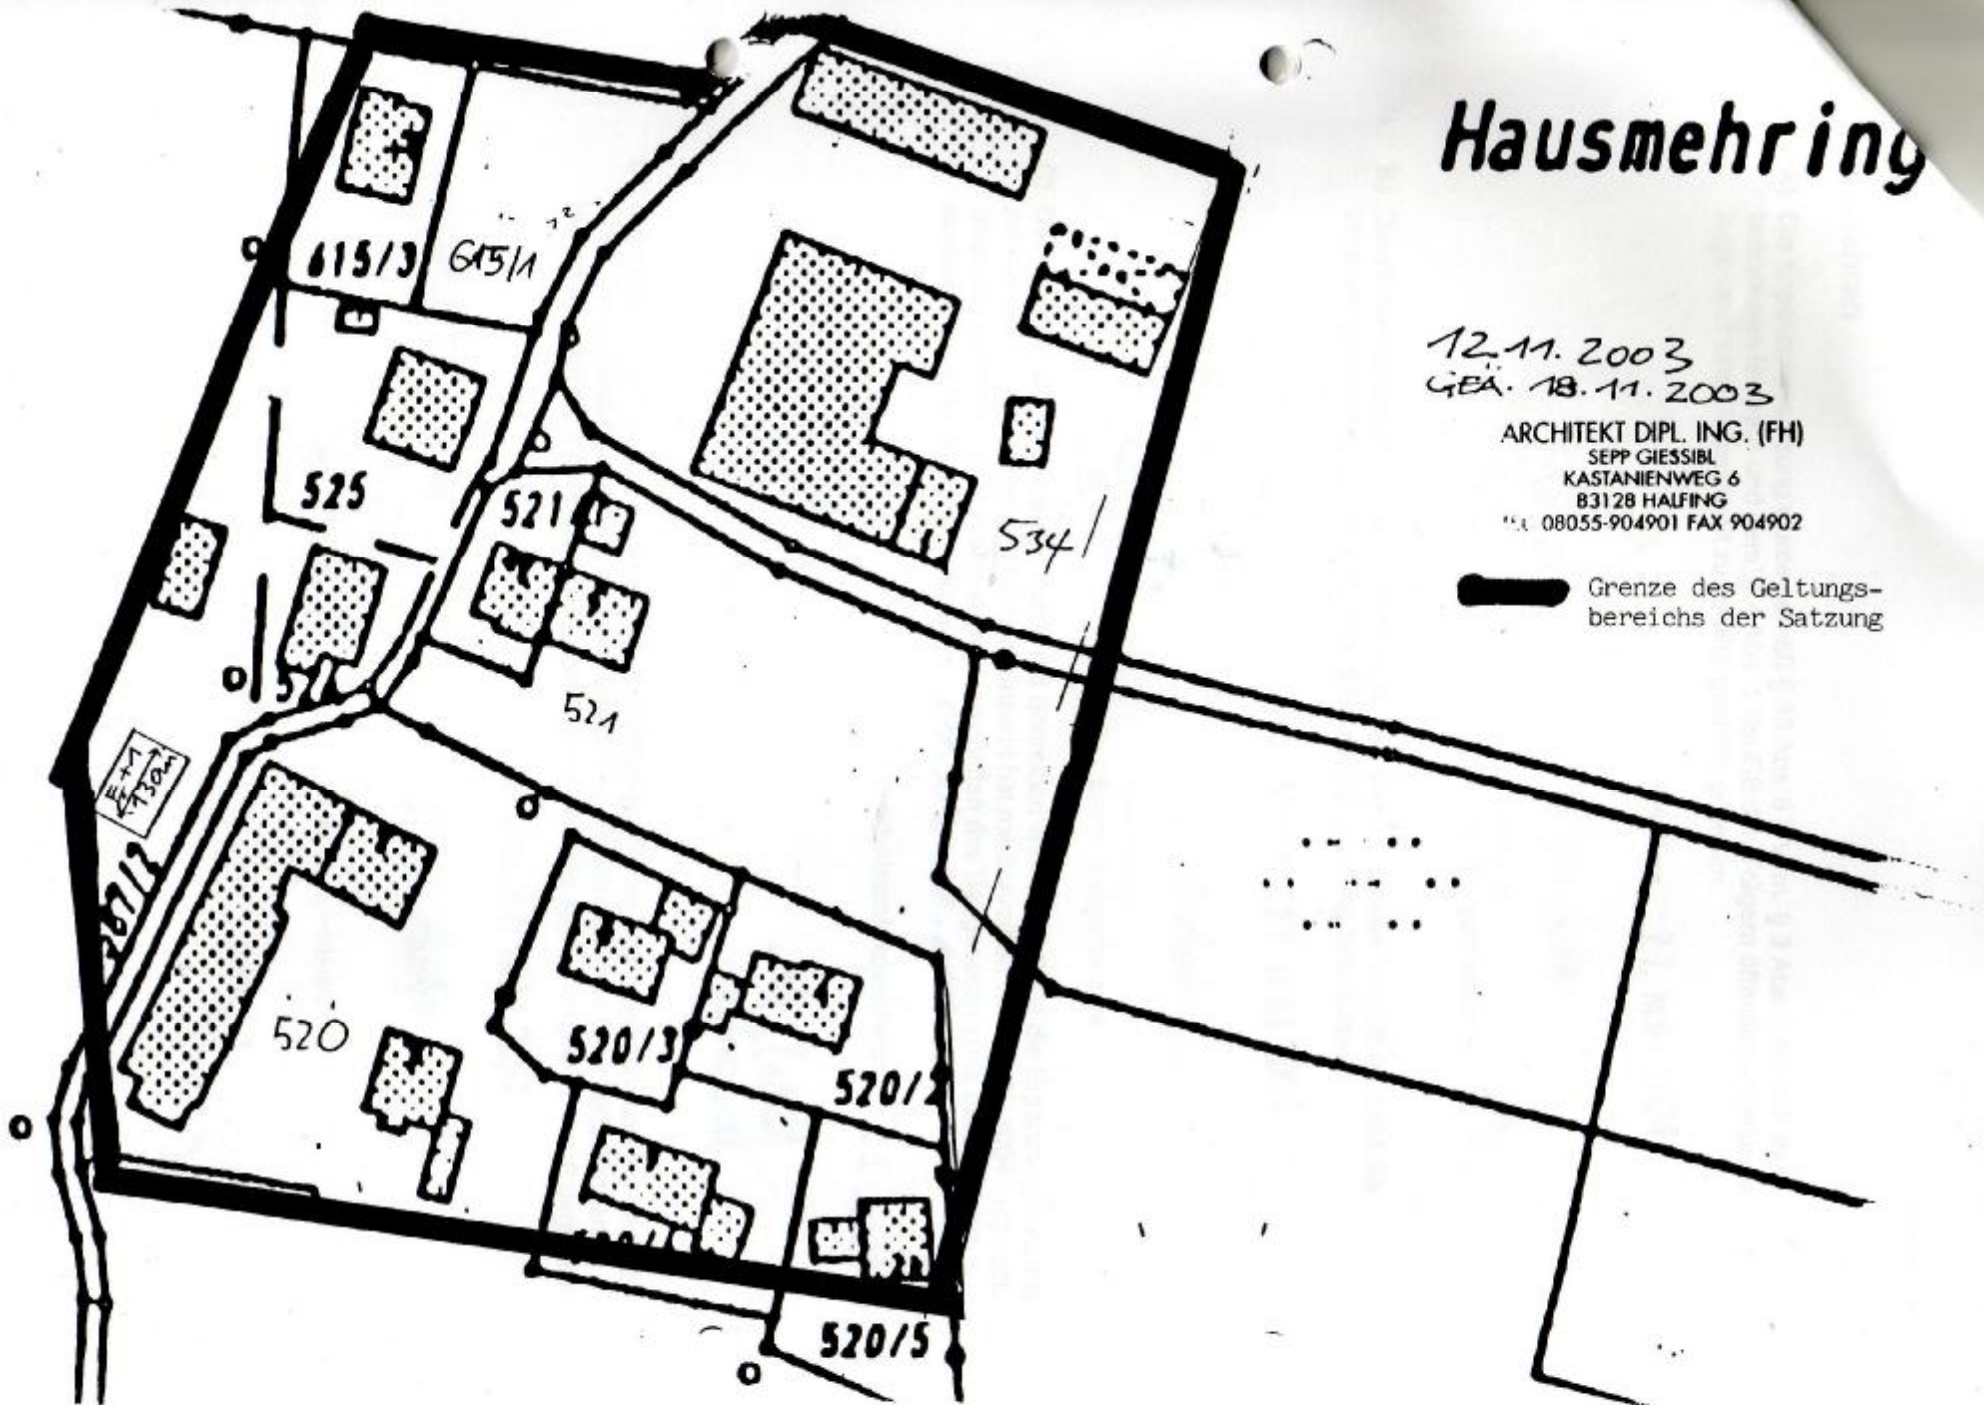 Hausmehring
12.11.2003
GEÄ. 18.11.2003
ARCHITEKT DIPL. ING. (FH)
SEPP GIESSIBL
KASTANIENWEG 6
83128 HALFING
08055-904901 FAX 904902
Grenze des Geltungs-
bereichs der Satzung
615/3
615/1
525
521
534
521
E+1
130m
520
520/3
520/2
520/5